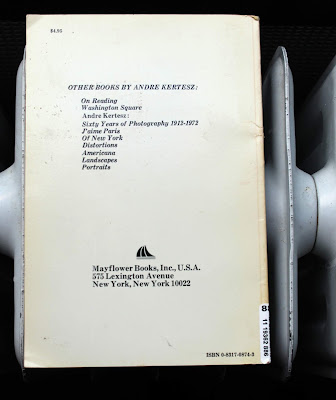 $4.95
OTHER BOOKS BY ANDRE KERTESZ:
On Reading
Washington Square
Andre Kertesz:
Sixty Years of Photography 1912-1972
J'aime Paris
Of New York
Distortions
Americana
Landscapes
Portraits
Mayflower Books, Inc., U.S.A.
575 Lexington Avenue
New York, New York 10022
ISBN 0-8317-0874-3